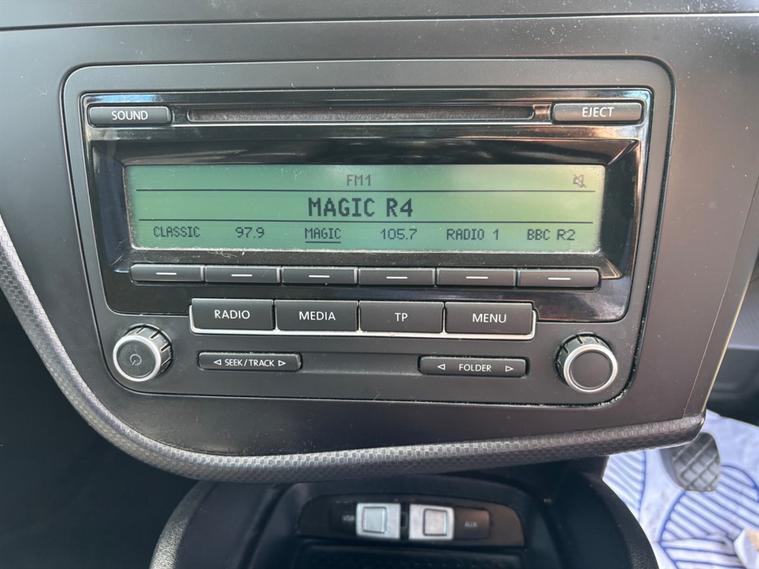 SOUND
EJECT
FM1
MAGIC R4
CLASSIC 97.9 MAGIC 105.7 RADIO 1 BBC R2
RADIO MEDIA TP MENU
SEEK/TRACK
FOLDER
AUX